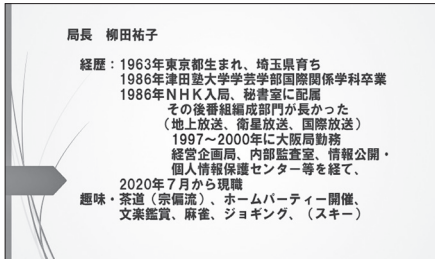 局長　柳田祐子
経歴：1963年東京都生まれ、埼玉県育ち
1986年津田塾大学学芸学部国際関係学科卒業
1986年ＮＨＫ入局、秘書室に配属
その後番組編成部門が長かった
（地上放送、衛星放送、国際放送）
1997～2000年に大阪局勤務
経営企画局、内部監査室、情報公開・
個人情報保護センター等を経て、
2020年７月から現職
趣味・茶道（宗偏流）、ホームパーティー開催、
文楽鑑賞、麻雀、ジョギング、（スキー）